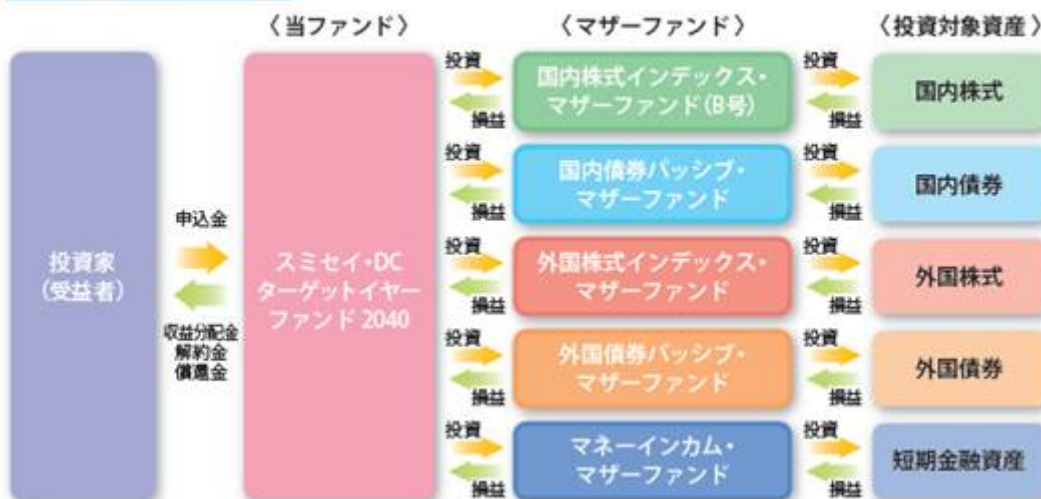 〈当ファンド〉
〈マザーファンド〉
〈投資対象資産〉
投資家
(受益者)
申込金
収益分配金
解約金
償還金
スミセイ・DC
ターゲットイヤー
ファンド 2040
投資
損益
国内株式インデックス・
マザーファンド(B号)
投資
損益
国内株式
投資
損益
国内債券パッシブ・
マザーファンド
投資
損益
国内債券
投資
損益
外国株式インデックス・
マザーファンド
投資
損益
外国株式
投資
損益
外国債券パッシブ・
マザーファンド
投資
損益
外国債券
投資
損益
マネーインカム・
マザーファンド
投資
損益
短期金融資産